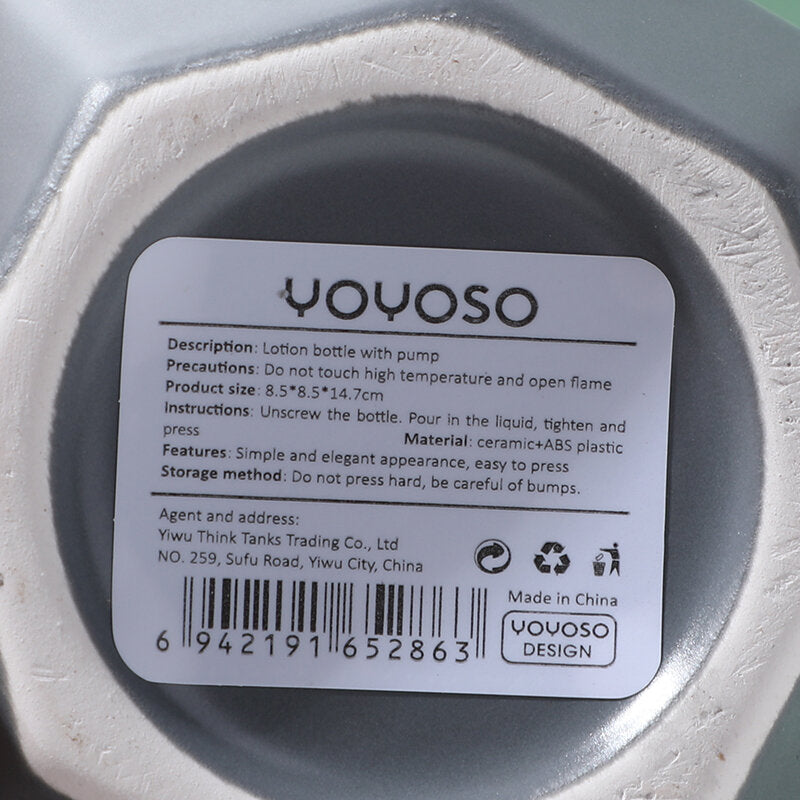 YOYOSO
Description: Lotion bottle with pump
Precautions: Do not touch high temperature and open flame
Product size: 8.5*8.5*14.7cm
Instructions: Unscrew the bottle. Pour in the liquid, tighten and
press Material: ceramic+ABS plastic
Features: Simple and elegant appearance, easy to press
Storage method: Do not press hard, be careful of bumps.
Agent and address:
Yiwu Think Tanks Trading Co., Ltd
NO. 259, Sufu Road, Yiwu City, China
Made in China
6 942191 652863
YOYOSO
DESIGN